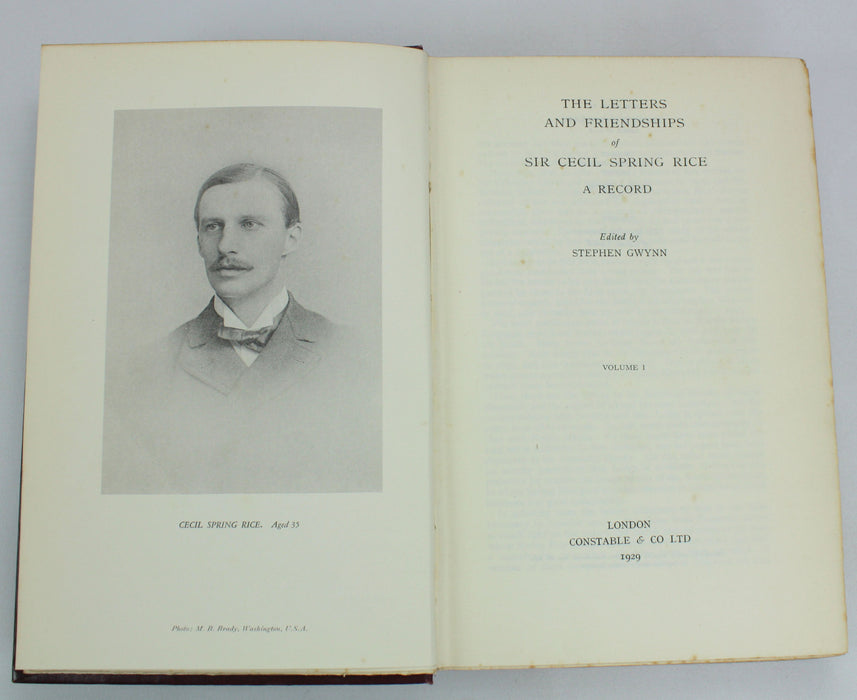 CECIL SPRING RICE. Aged 35
Photo: M. B. Brady, Washington, U.S.A.
THE LETTERS
AND FRIENDSHIPS
of
SIR CECIL SPRING RICE
A RECORD
Edited by
STEPHEN GWYNN
VOLUME I
LONDON
CONSTABLE & CO LTD
1929